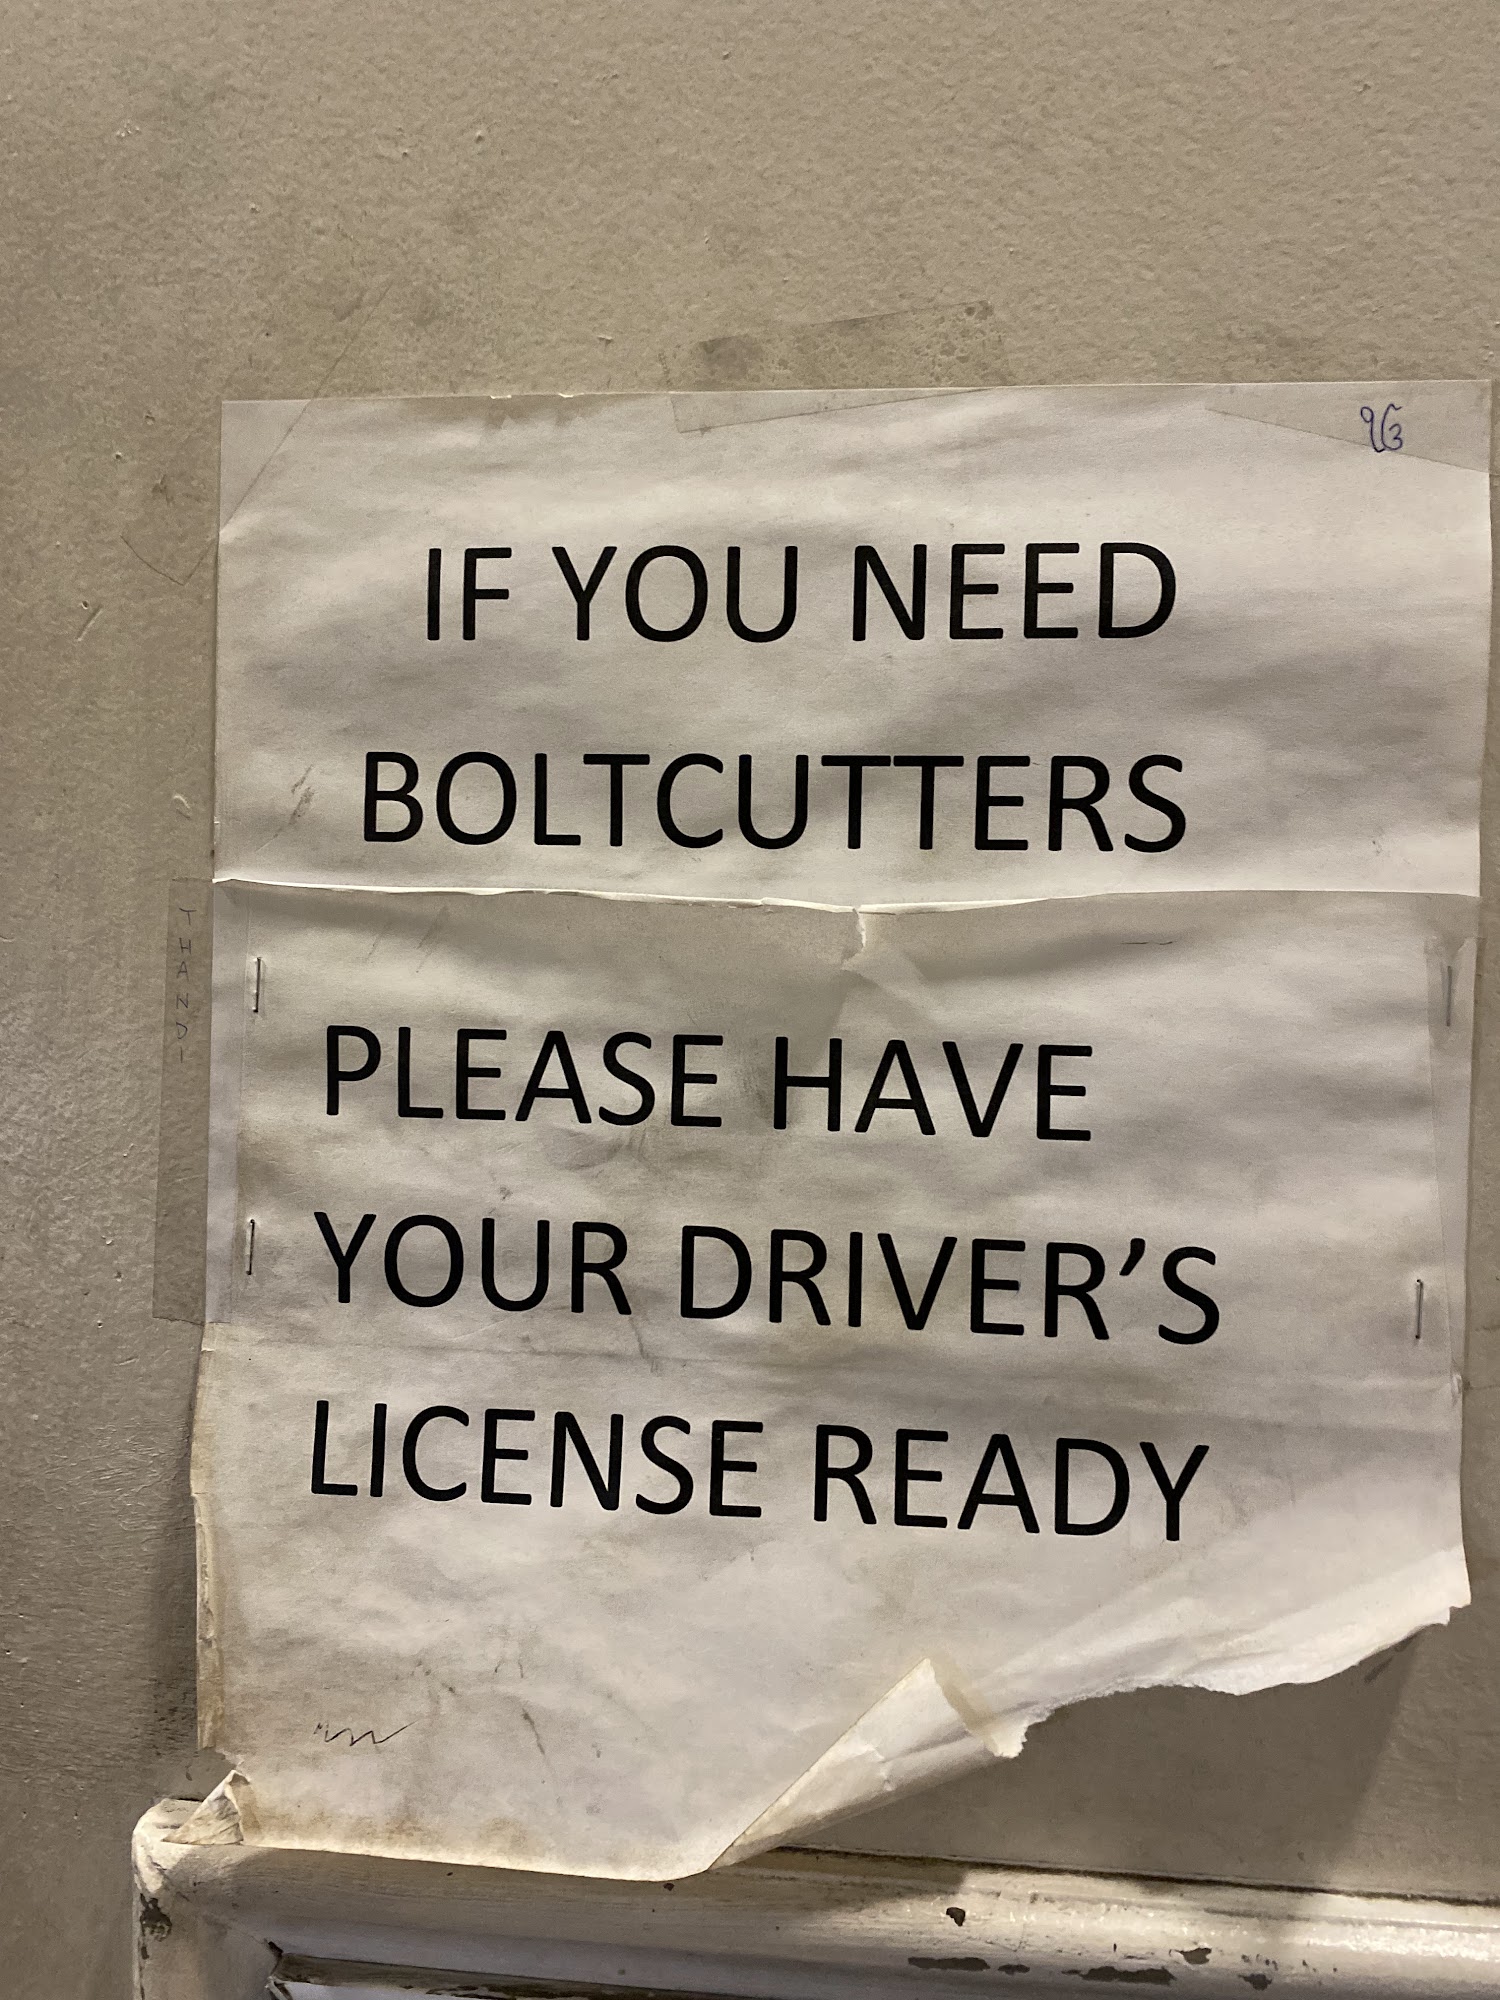 IF YOU NEED
BOLTCUTTERS
PLEASE HAVE
YOUR DRIVER’S
LICENSE READY